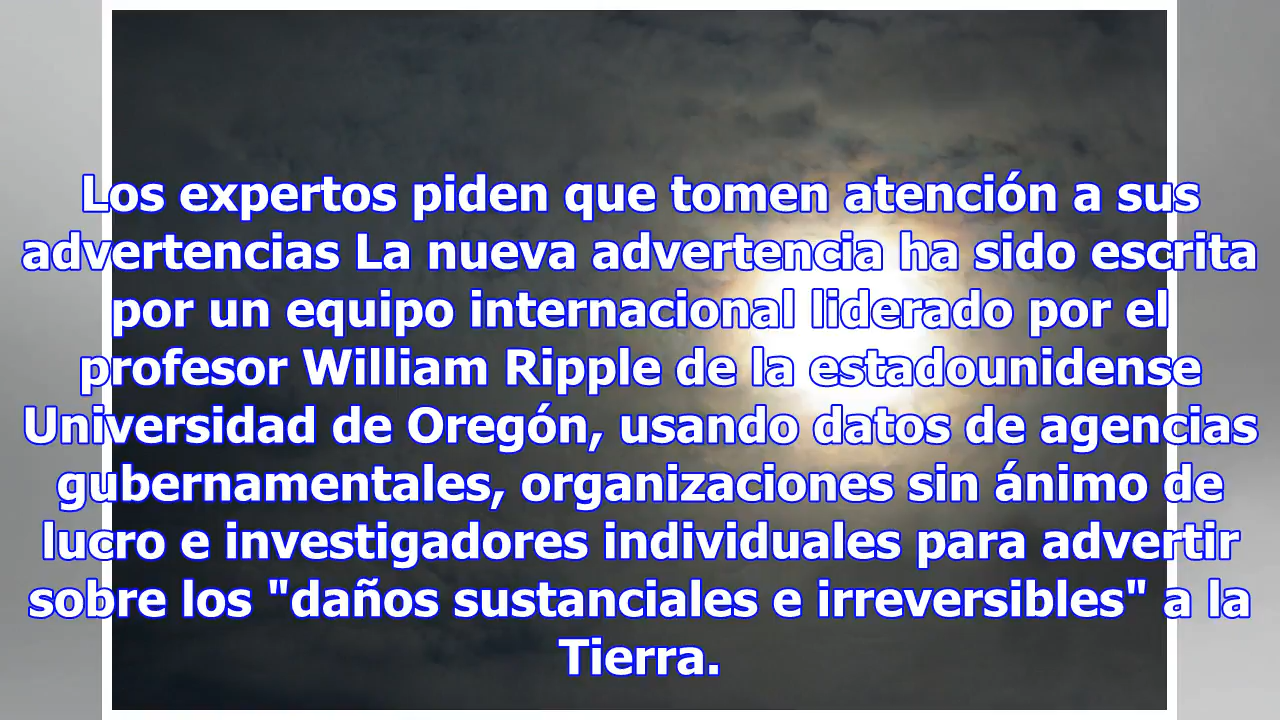 Los expertos piden que tomen atención a sus
advertencias La nueva advertencia ha sido escrita
por un equipo internacional liderado por el
profesor William Ripple de la estadounidense
Universidad de Oregón, usando datos de agencias
gubernamentales, organizaciones sin ánimo de
lucro e investigadores individuales para advertir
sobre los "daños sustanciales e irreversibles" a la
Tierra.